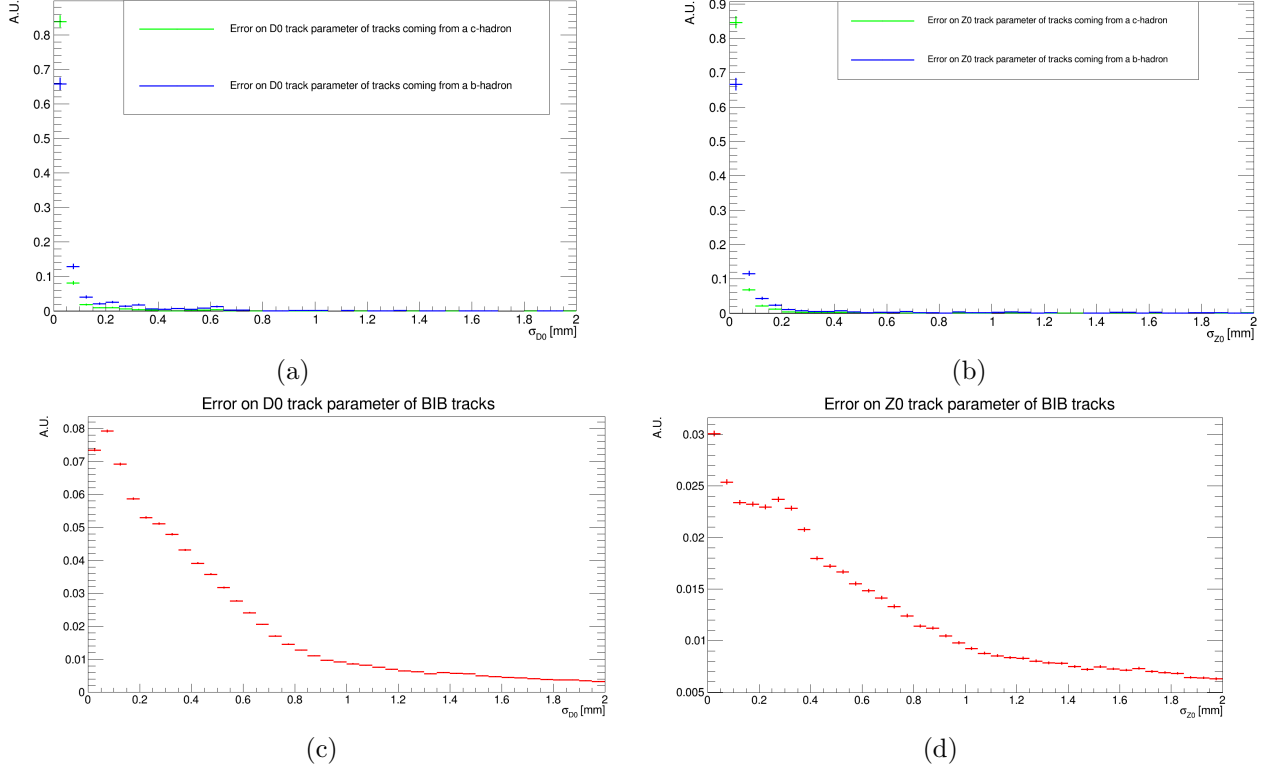 A.U.
Error on D0 track parameter of tracks coming from a c-hadron
Error on D0 track parameter of tracks coming from a b-hadron
0.8
0.7
0.6
0.5
0.4
0.3
0.2
0.1
0
0 0.2 0.4 0.6 0.8 1 1.2 1.4 1.6 1.8 2
σD0 [mm]
(a)
A.U.
Error on Z0 track parameter of tracks coming from a c-hadron
Error on Z0 track parameter of tracks coming from a b-hadron
0.9
0.8
0.7
0.6
0.5
0.4
0.3
0.2
0.1
0
0 0.2 0.4 0.6 0.8 1 1.2 1.4 1.6 1.8 2
σZ0 [mm]
(b)
Error on D0 track parameter of BIB tracks
A.U.
0.08
0.07
0.06
0.05
0.04
0.03
0.02
0.01
0
0 0.2 0.4 0.6 0.8 1 1.2 1.4 1.6 1.8 2
σD0 [mm]
(c)
Error on Z0 track parameter of BIB tracks
A.U.
0.03
0.025
0.02
0.015
0.01
0.005
0 0.2 0.4 0.6 0.8 1 1.2 1.4 1.6 1.8 2
σZ0 [mm]
(d)